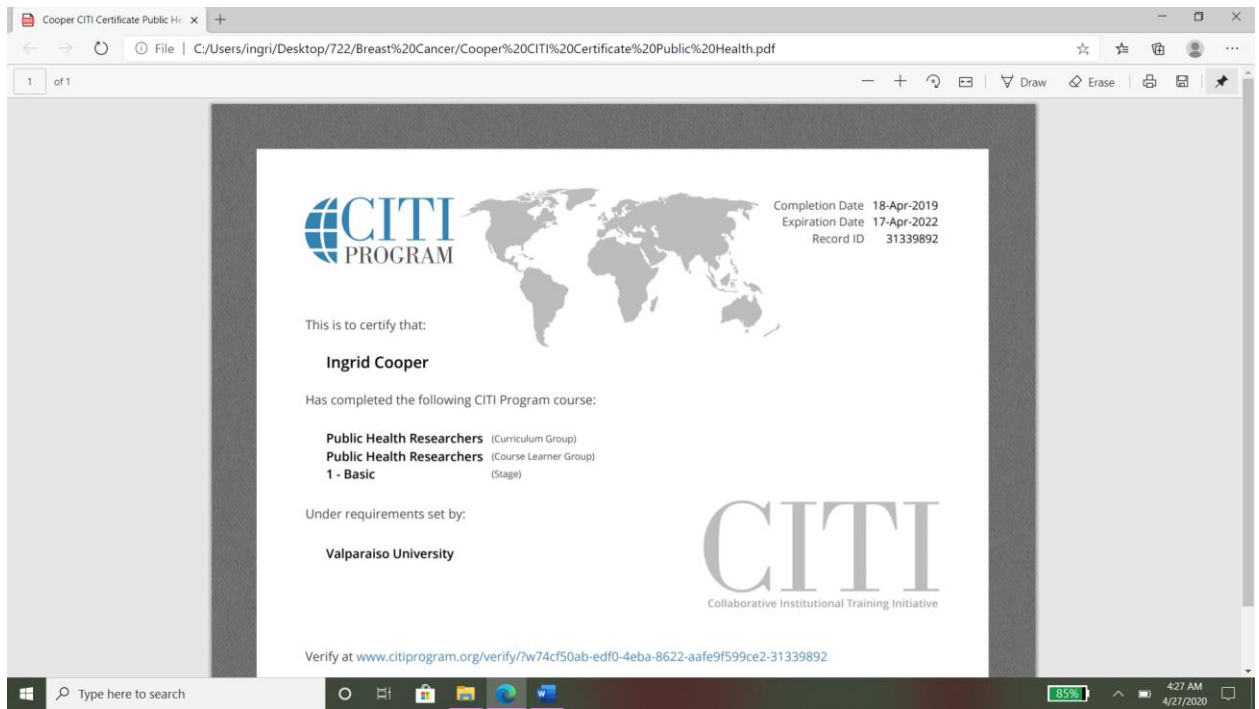 Cooper CITI Certificate Public He
File | C:/Users/ingri/Desktop/722/Breast%20Cancer/Cooper%20CITI%20Certificate%20Public%20Health.pdf
1 of 1
Draw
Erase
CITI
PROGRAM
Completion Date 18-Apr-2019
Expiration Date 17-Apr-2022
Record ID 31339892
This is to certify that:
Ingrid Cooper
Has completed the following CITI Program course:
Public Health Researchers (Curriculum Group)
Public Health Researchers (Course Learner Group)
1 - Basic (Stage)
Under requirements set by:
Valparaiso University
CITI
Collaborative Institutional Training Initiative
Verify at www.citiprogram.org/verify/?w74cf50ab-edf0-4eba-8622-aafe9f599ce2-31339892
Type here to search
85%
4:27 AM
4/27/2020